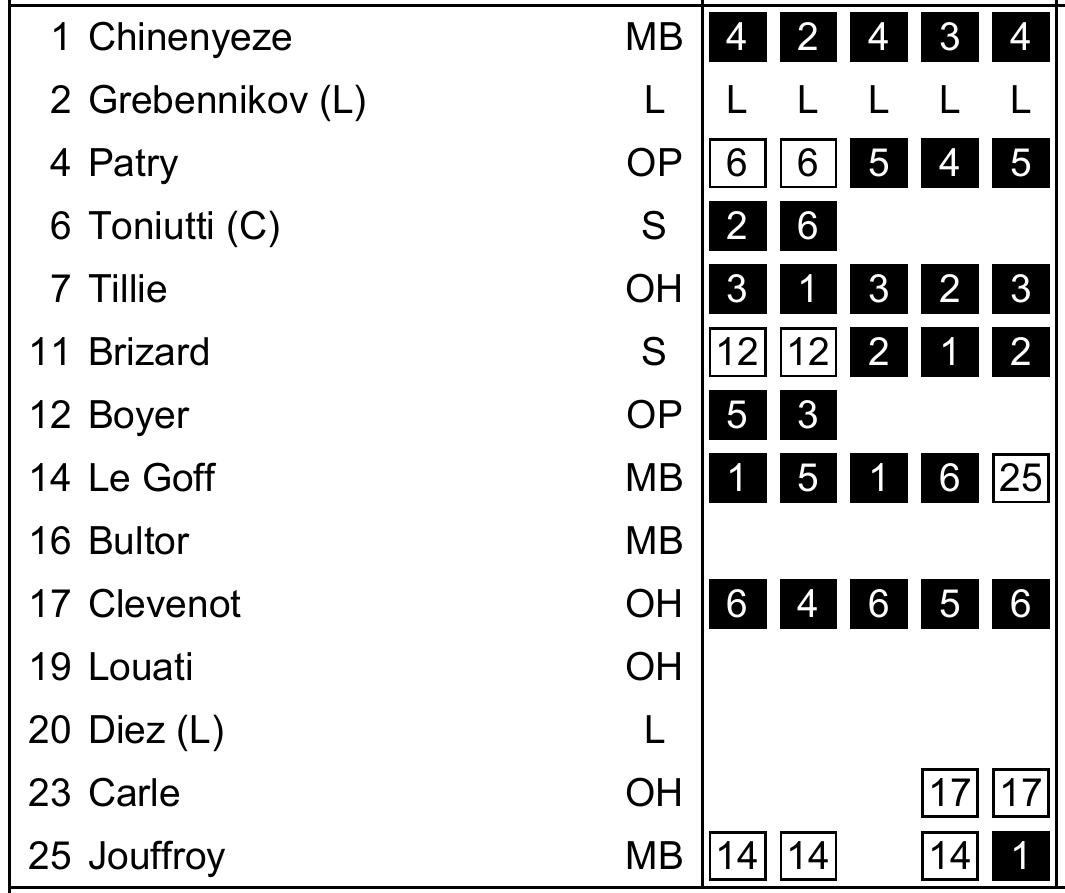 1 Chinenyeze MB 4 2 4 3 4
2 Grebennikov (L) L L L L L L
4 Patry OP 6 6 5 4 5
6 Toniutti (C) S 2 6
7 Tillie OH 3 1 3 2 3
11 Brizard S 12 12 2 1 2
12 Boyer OP 5 3
14 Le Goff MB 1 5 1 6 25
16 Bultor MB
17 Clevenot OH 6 4 6 5 6
19 Louati OH
20 Diez (L) L
23 Carle OH 17 17
25 Jouffroy MB 14 14 14 1